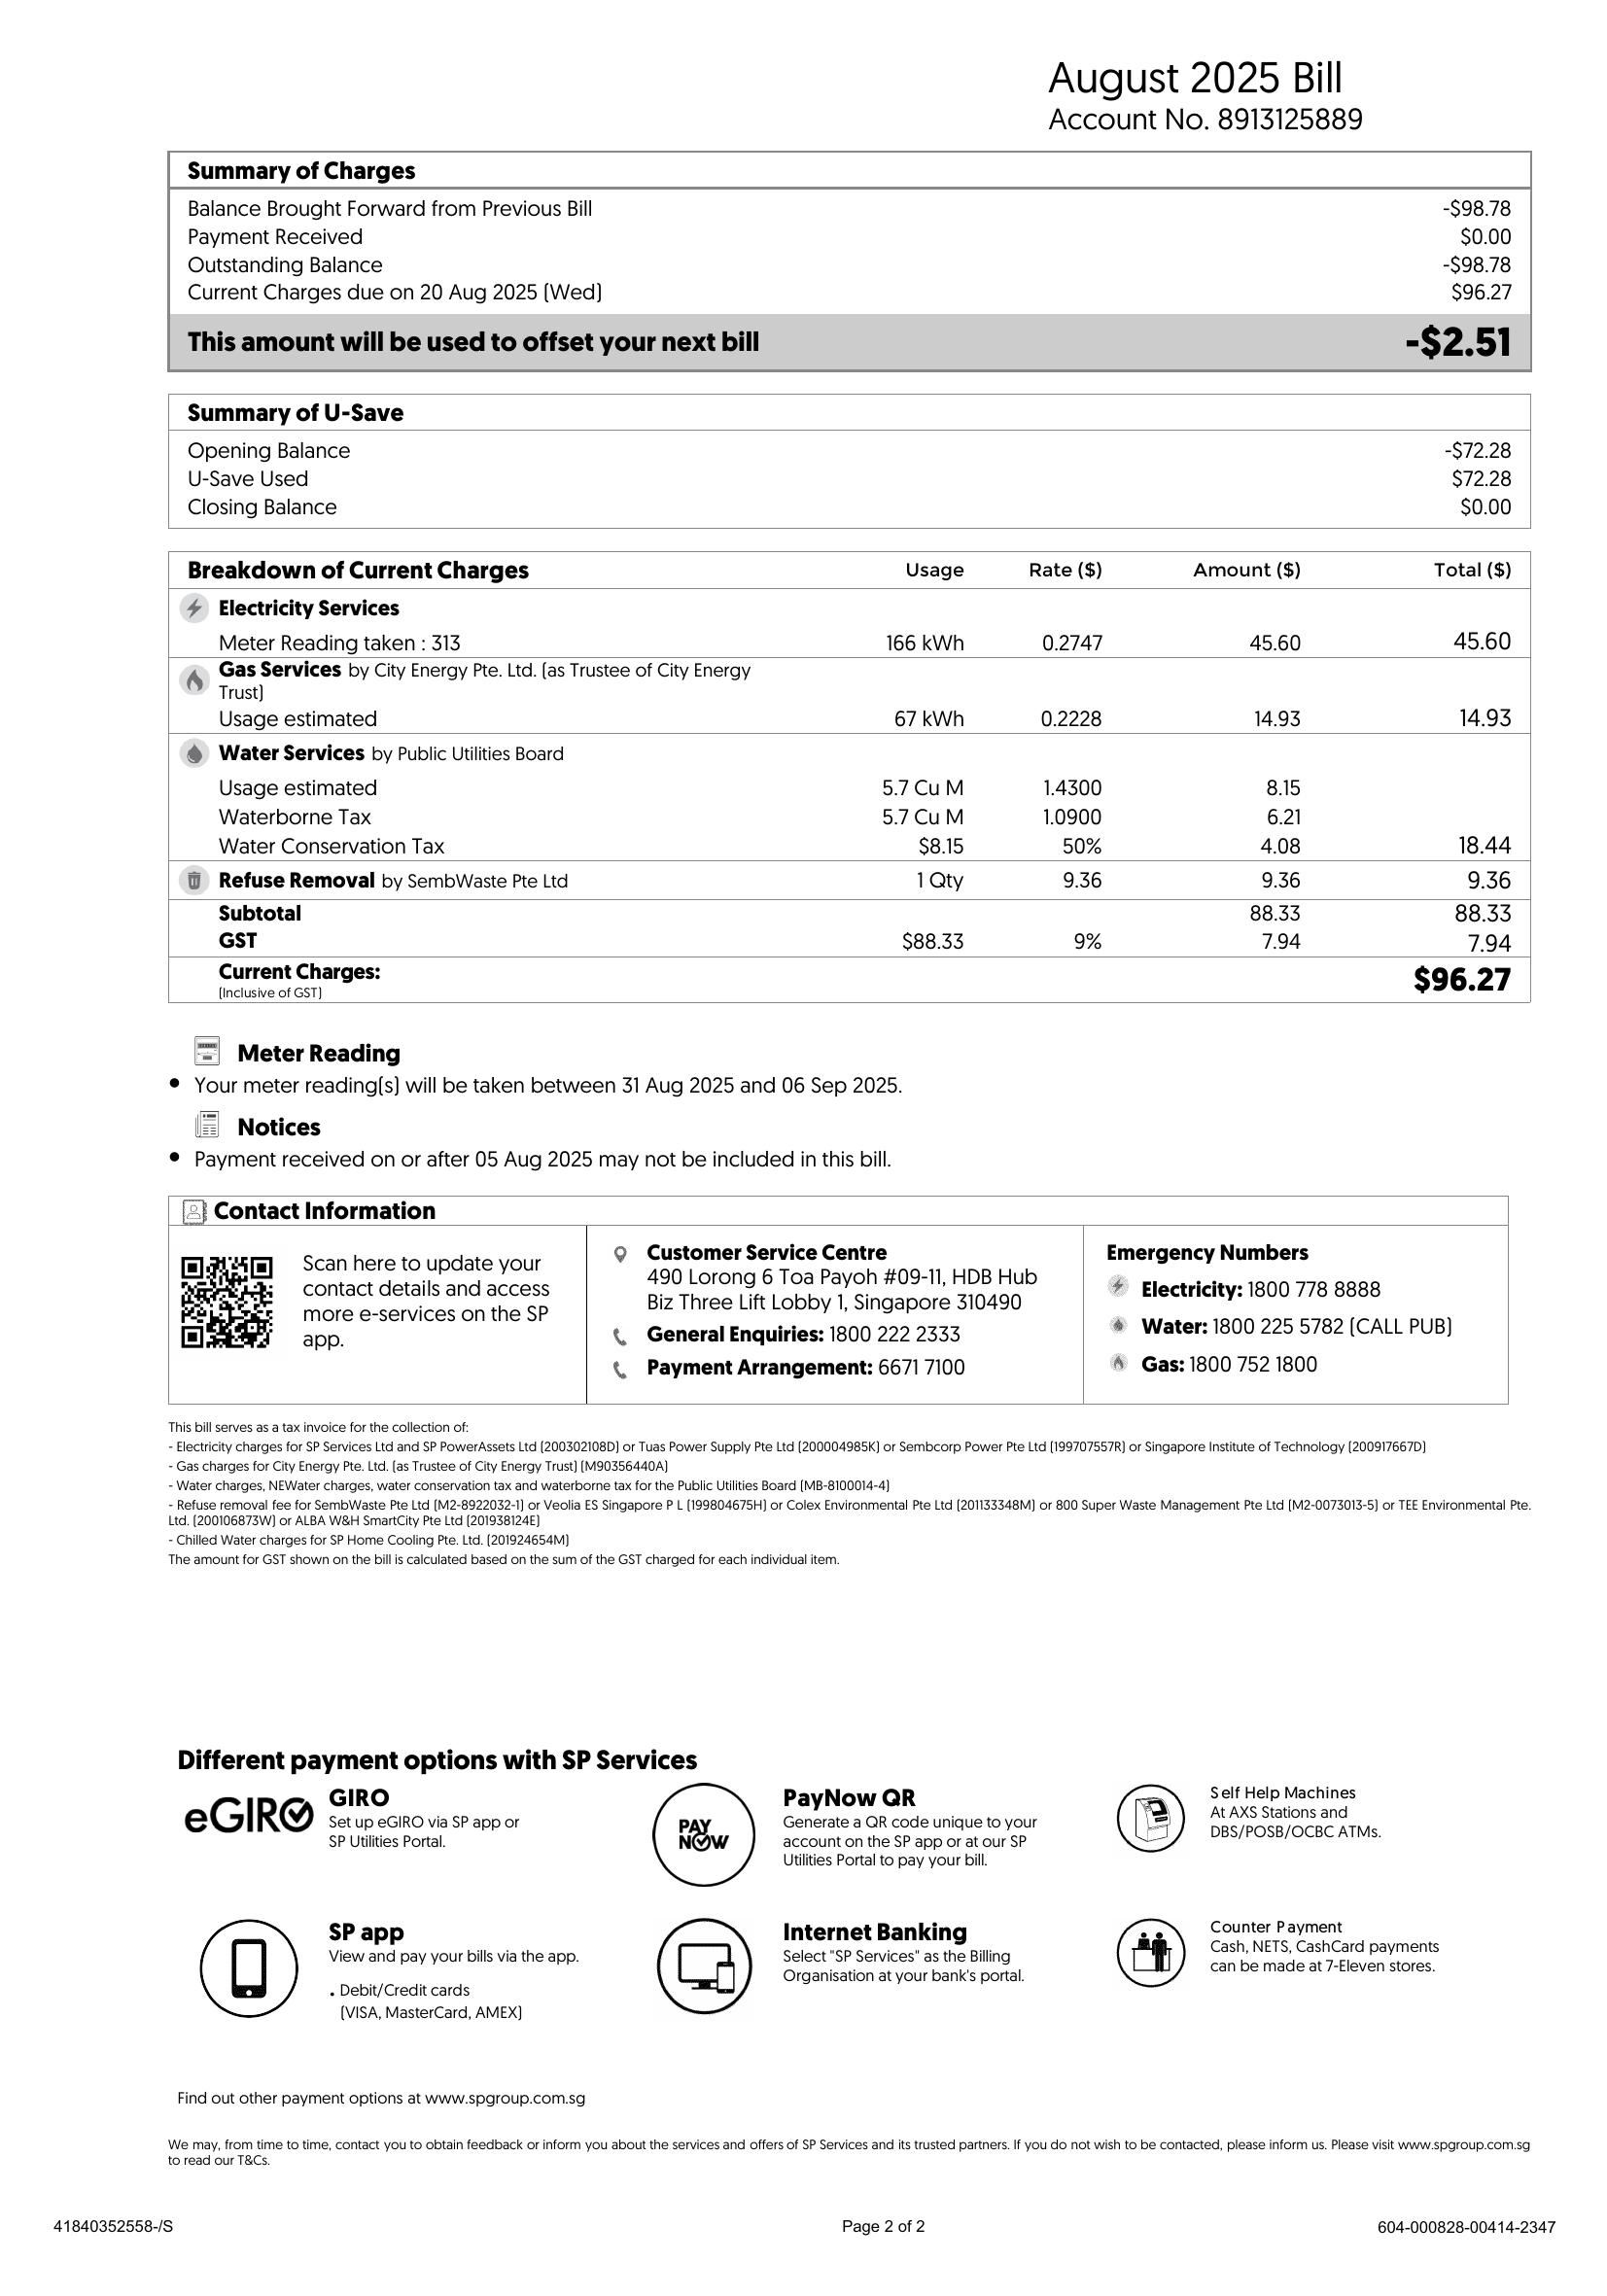 August 2025 Bill
Account No. 8913125889
Summary of Charges
Balance Brought Forward from Previous Bill -$98.78
Payment Received $0.00
Outstanding Balance -$98.78
Current Charges due on 20 Aug 2025 (Wed) $96.27
This amount will be used to offset your next bill -$2.51
Summary of U-Save
Opening Balance -$72.28
U-Save Used $72.28
Closing Balance $0.00
Breakdown of Current Charges Usage Rate ($) Amount ($) Total ($)
Electricity Services
Meter Reading taken : 313 166 kWh 0.2747 45.60 45.60
Gas Services by City Energy Pte. Ltd. (as Trustee of City Energy
Trust)
Usage estimated 67 kWh 0.2228 14.93 14.93
Water Services by Public Utilities Board
Usage estimated 5.7 Cu M 1.4300 8.15
Waterborne Tax 5.7 Cu M 1.0900 6.21
Water Conservation Tax $8.15 50% 4.08 18.44
Refuse Removal by SembWaste Pte Ltd 1 Qty 9.36 9.36 9.36
Subtotal 88.33 88.33
GST $88.33 9% 7.94 7.94
Current Charges: $96.27
(Inclusive of GST)
Meter Reading
• Your meter reading(s) will be taken between 31 Aug 2025 and 06 Sep 2025.
Notices
• Payment received on or after 05 Aug 2025 may not be included in this bill.
Contact Information
Scan here to update your
contact details and access
more e-services on the SP
app.
Customer Service Centre
490 Lorong 6 Toa Payoh #09-11, HDB Hub
Biz Three Lift Lobby 1, Singapore 310490
General Enquiries: 1800 222 2333
Payment Arrangement: 6671 7100
Emergency Numbers
Electricity: 1800 778 8888
Water: 1800 225 5782 (CALL PUB)
Gas: 1800 752 1800
This bill serves as a tax invoice for the collection of:
- Electricity charges for SP Services Ltd and SP PowerAssets Ltd (200302108D) or Tuas Power Supply Pte Ltd (200004985K) or Sembcorp Power Pte Ltd (199707557R) or Singapore Institute of Technology (200917667D)
- Gas charges for City Energy Pte. Ltd. (as Trustee of City Energy Trust) (M90356440A)
- Water charges, NEWater charges, water conservation tax and waterborne tax for the Public Utilities Board (MB-8100014-4)
- Refuse removal fee for SembWaste Pte Ltd (M2-8922032-1) or Veolia ES Singapore P L (199804675H) or Colex Environmental Pte Ltd (201133348M) or 800 Super Waste Management Pte Ltd (M2-0073013-5) or TEE Environmental Pte.
Ltd. (200106873W) or ALBA W&H SmartCity Pte Ltd (201938124E)
- Chilled Water charges for SP Home Cooling Pte. Ltd. (201924654M)
The amount for GST shown on the bill is calculated based on the sum of the GST charged for each individual item.
Different payment options with SP Services
eGIRO
GIRO
Set up eGIRO via SP app or
SP Utilities Portal.
PAY
NOW
PayNow QR
Generate a QR code unique to your
account on the SP app or at our SP
Utilities Portal to pay your bill.
Self Help Machines
At AXS Stations and
DBS/POSB/OCBC ATMs.
SP app
View and pay your bills via the app.
. Debit/Credit cards
(VISA, MasterCard, AMEX)
Internet Banking
Select "SP Services" as the Billing
Organisation at your bank's portal.
Counter Payment
Cash, NETS, CashCard payments
can be made at 7-Eleven stores.
Find out other payment options at www.spgroup.com.sg
We may, from time to time, contact you to obtain feedback or inform you about the services and offers of SP Services and its trusted partners. If you do not wish to be contacted, please inform us. Please visit www.spgroup.com.sg
to read our T&Cs.
41840352558-/S Page 2 of 2 604-000828-00414-2347